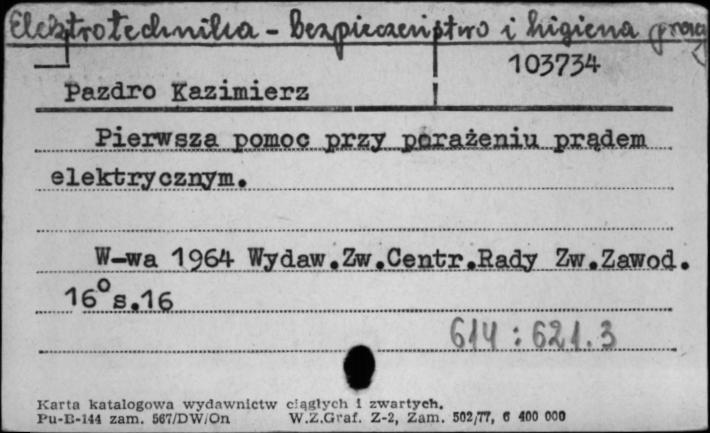 Elektrotechnika - bezpieczeństwo i higiena pracy
103734
Pazdro Kazimierz
Pierwsza pomoc przy porażeniu prądem
elektrycznym.
W-wa 1964 Wydaw.Zw.Centr.Rady Zw.Zawod.
16° s.16
614 : 621.3
Karta katalogowa wydawnictw ciągłych i zwartych.
Pu-B-144 zam. 567/DW/On W.Z.Graf. Z-2, Zam. 502/77, 6 400 000